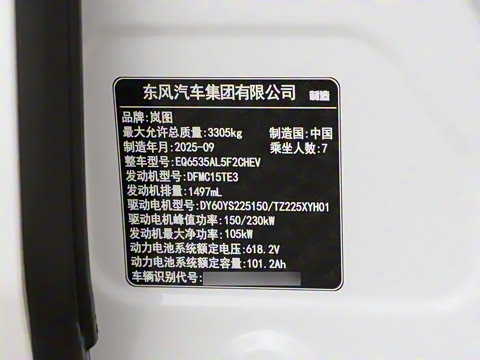 东风汽车集团有限公司 制造
品牌:岚图
最大允许总质量:3305kg 制造国:中国
制造年月:2025-09 乘坐人数:7
整车型号:EQ6535AL5F2CHEV
发动机型号:DFMC15TE3
发动机排量:1497mL
驱动电机型号:DY60YS225150/TZ225XYH01
驱动电机峰值功率:150/230kW
发动机最大净功率:105kW
动力电池系统额定电压:618.2V
动力电池系统额定容量:101.2Ah
车辆识别代号: